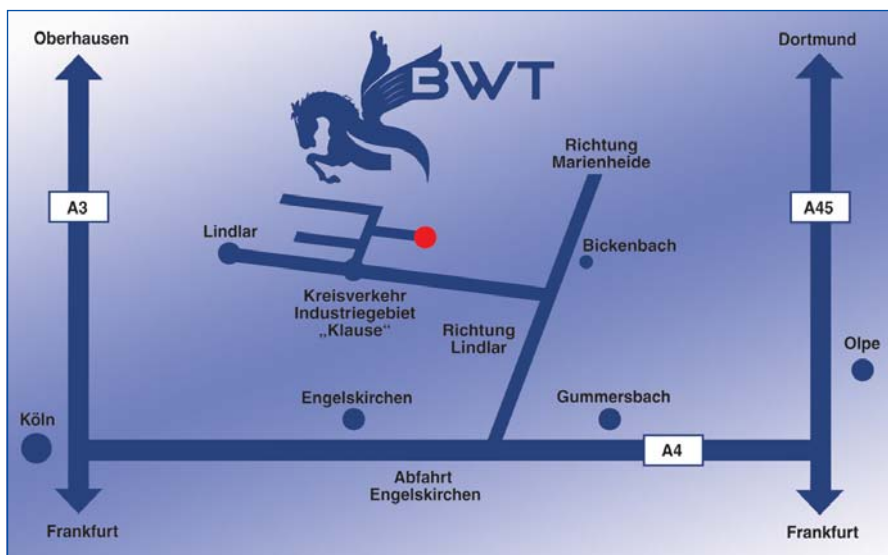 Oberhausen
Dortmund
BWT
Richtung
Marienheide
A3
A45
Lindlar
Bickenbach
Kreisverkehr
Industriegebiet
„Klause“
Richtung
Lindlar
Olpe
Engelskirchen
Gummersbach
Köln
A4
Abfahrt
Engelskirchen
Frankfurt
Frankfurt